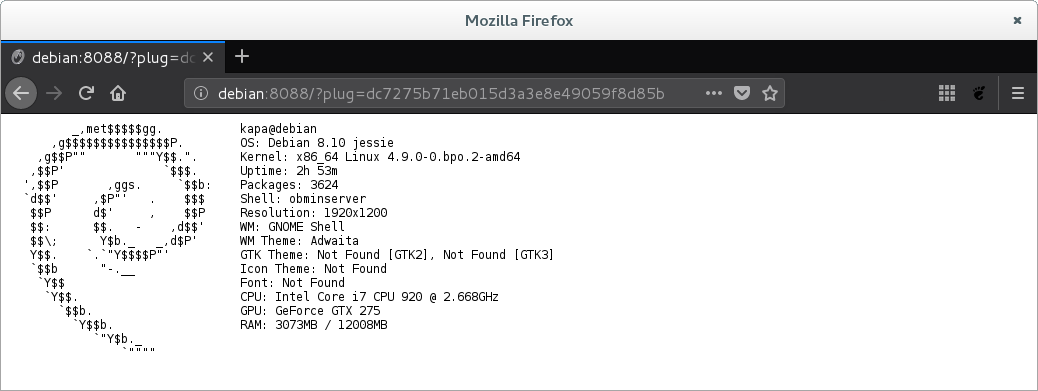 Mozilla Firefox
debian:8088/?plug=dc
debian:8088/?plug=dc7275b71eb015d3a3e8e49059f8d85b
         _,met$$$$$gg.           kapa@debian
      ,g$$$$$$$$$$$$$$$P.        OS: Debian 8.10 jessie
    ,g$$P""       """Y$$.".      Kernel: x86_64 Linux 4.9.0-0.bpo.2-amd64
   ,$$P'              `$$$.      Uptime: 2h 53m
  ',$$P       ,ggs.     `$$b:    Packages: 3624
  `d$$'     ,$P"'   .    $$$     Shell: obminserver
   $$P      d$'     ,    $$P     Resolution: 1920x1200
   $$:      $$.   -    ,d$$'     WM: GNOME Shell
   $$\;      Y$b._   _,d$P'      WM Theme: Adwaita
   Y$$.    `.`"Y$$$$P"'          GTK Theme: Not Found [GTK2], Not Found [GTK3]
   `$$b      "-.__               Icon Theme: Not Found
    `Y$$                         Font: Not Found
     `Y$$.                       CPU: Intel Core i7 CPU 920 @ 2.668GHz
       `$$b.                     GPU: GeForce GTX 275
         `Y$$b.                  RAM: 3073MB / 12008MB
            `"Y$b._
                `""""